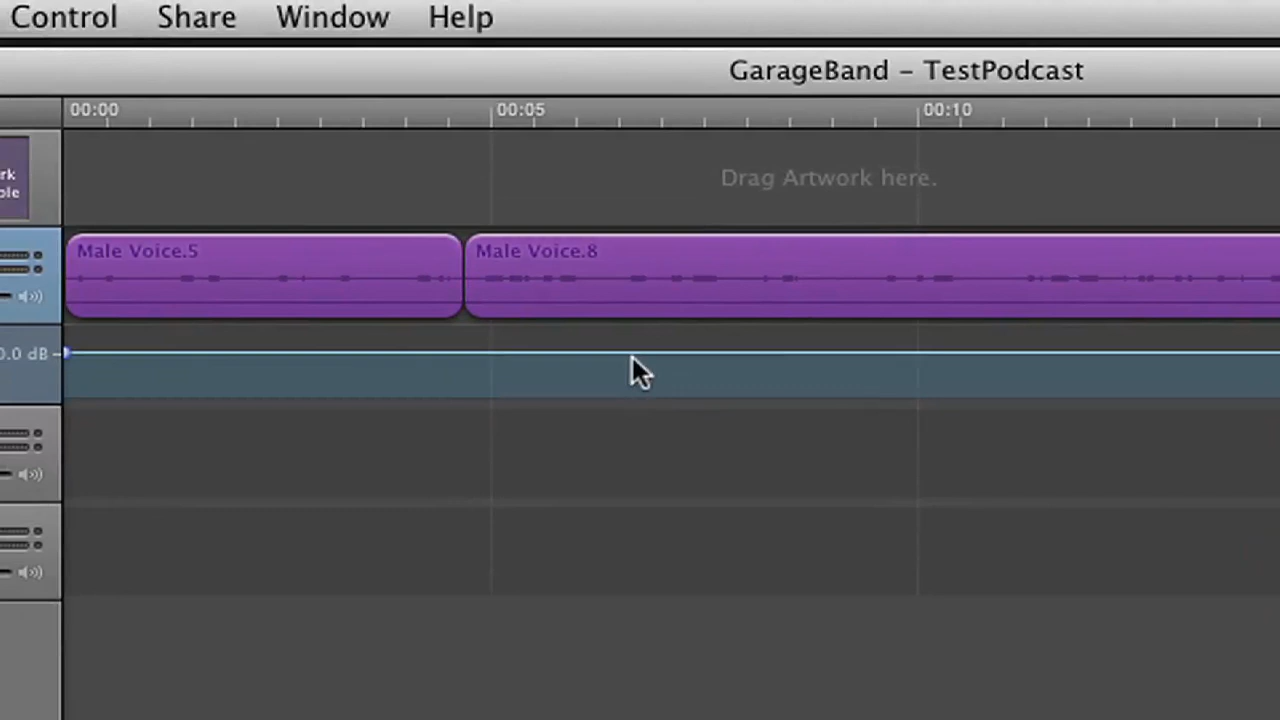 Control Share Window Help
GarageBand – TestPodcast
00:00 00:05 00:10
Drag Artwork here.
Male Voice.5 Male Voice.8
0.0 dB